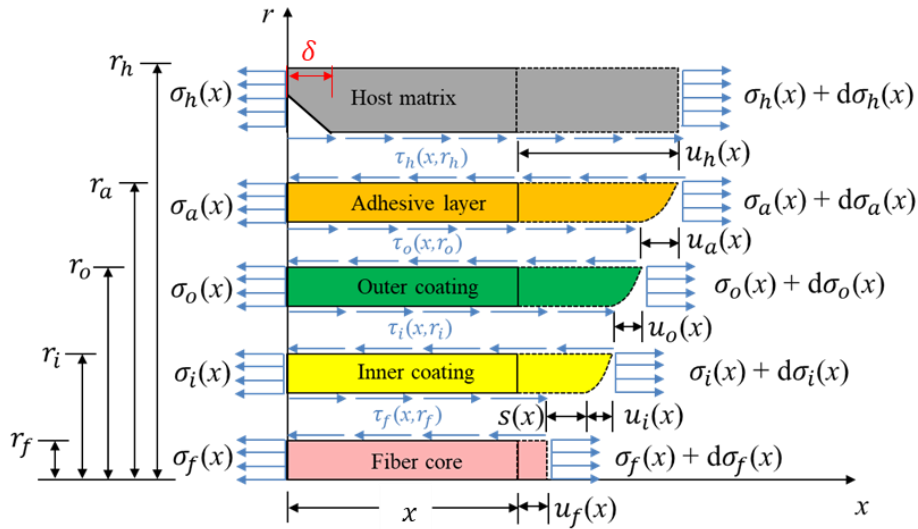 r
r_h
δ
σ_h(x)
Host matrix
σ_h(x) + dσ_h(x)
τ_h(x,r_h)
u_h(x)
r_a
σ_a(x)
Adhesive layer
σ_a(x) + dσ_a(x)
τ_o(x,r_o)
u_a(x)
r_o
σ_o(x)
Outer coating
σ_o(x) + dσ_o(x)
τ_i(x,r_i)
u_o(x)
r_i
σ_i(x)
Inner coating
σ_i(x) + dσ_i(x)
τ_f(x,r_f)
s(x)
u_i(x)
r_f
σ_f(x)
Fiber core
σ_f(x) + dσ_f(x)
x
u_f(x)
x